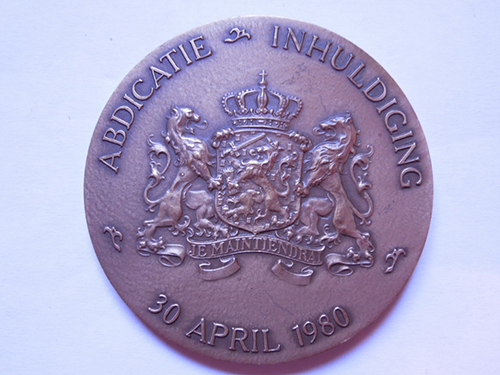 ABDICATIE INHULDIGING
JE MAINTIENDRAI
30 APRIL 1980